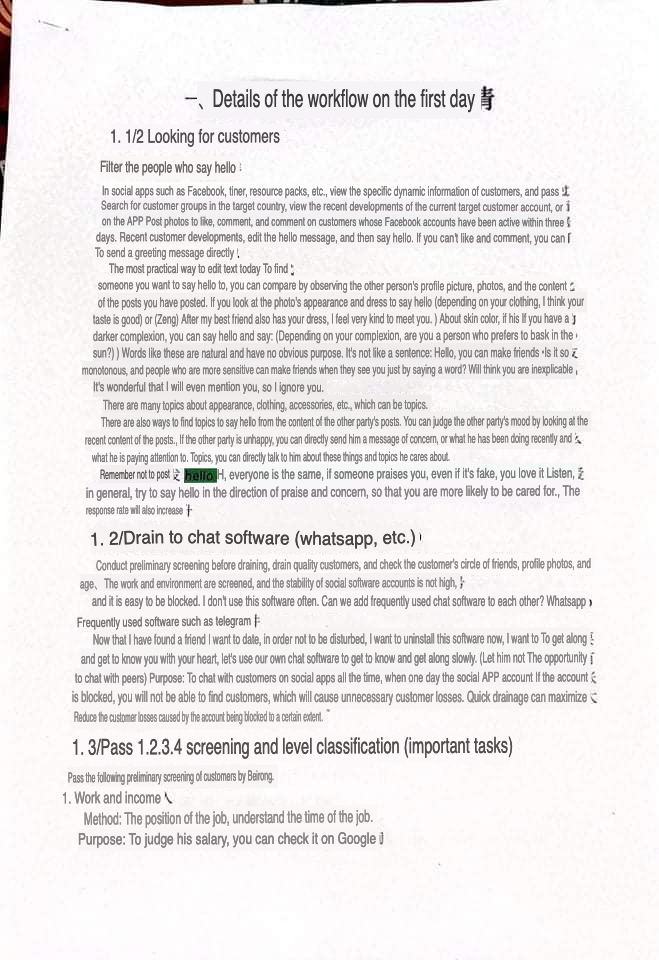 一、Details of the workflow on the first day 青
1. 1/2 Looking for customers
Filter the people who say hello
In social apps such as Facebook, tiner, resource packs, etc., view the specific dynamic information of customers, and pass
Search for customer groups in the target country, view the recent developments of the current target customer account, or
on the APP Post photos to like, comment, and comment on customers whose Facebook accounts have been active within three
days. Recent customer developments, edit the hello message, and then say hello. If you can't like and comment, you can
To send a greeting message directly
The most practical way to edit text today To find
someone you want to say hello to, you can compare by observing the other person's profile picture, photos, and the content
of the posts you have posted. If you look at the photo's appearance and dress to say hello (depending on your clothing, I think your
taste is good) or (Zeng) After my best friend also has your dress, I feel very kind to meet you. ) About skin color, if his If you have a
darker complexion, you can say hello and say: (Depending on your complexion, are you a person who prefers to bask in the
sun?) ) Words like these are natural and have no obvious purpose. It's not like a sentence: Hello, you can make friends Is it so
monotonous, and people who are more sensitive can make friends when they see you just by saying a word? Will think you are inexplicable
It's wonderful that I will even mention you, so I ignore you.
There are many topics about appearance, clothing, accessories, etc., which can be topics.
There are also ways to find topics to say hello from the content of the other party's posts. You can judge the other party's mood by looking at the
recent content of the posts., If the other party is unhappy, you can directly send him a message of concern, or what he has been doing recently and
what he is paying attention to. Topics, you can directly talk to him about these things and topics he cares about.
Remember not to post hello H, everyone is the same, if someone praises you, even if it's fake, you love it Listen,
in general, try to say hello in the direction of praise and concern, so that you are more likely to be cared for., The
response rate will also increase
1. 2/Drain to chat software (whatsapp, etc.)
Conduct preliminary screening before draining, drain quality customers, and check the customer's circle of friends, profile photos, and
age、The work and environment are screened, and the stability of social software accounts is not high,
and it is easy to be blocked. I don't use this software often. Can we add frequently used chat software to each other? Whatsapp
Frequently used software such as telegram
Now that I have found a friend I want to date, in order not to be disturbed, I want to uninstall this software now, I want to To get along
and get to know you with your heart, let's use our own chat software to get to know and get along slowly. (Let him not The opportunity
to chat with peers) Purpose: To chat with customers on social apps all the time, when one day the social APP account If the account
is blocked, you will not be able to find customers, which will cause unnecessary customer losses. Quick drainage can maximize
Reduce the customer losses caused by the account being blocked to a certain extent.
1. 3/Pass 1.2.3.4 screening and level classification (important tasks)
Pass the following preliminary screening of customers by Beirong.
1. Work and income
Method: The position of the job, understand the time of the job.
Purpose: To judge his salary, you can check it on Google